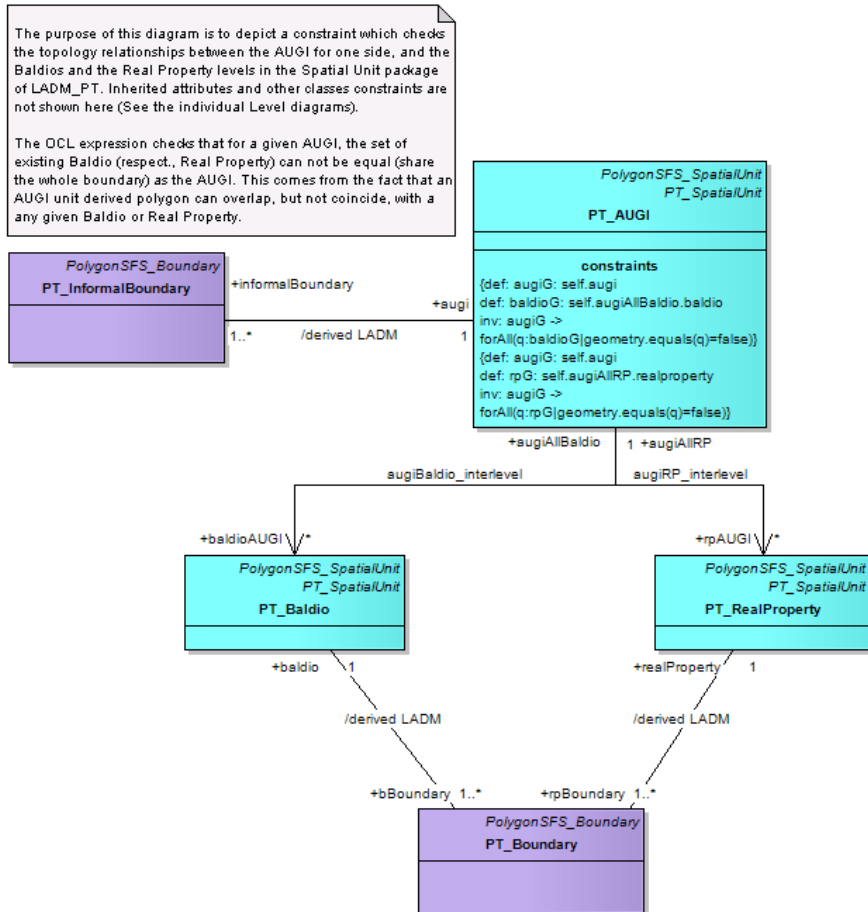 The purpose of this diagram is to depict a constraint which checks
the topology relationships between the AUGI for one side, and the
Baldios and the Real Property levels in the Spatial Unit package
of LADM_PT. Inherited attributes and other classes constraints are
not shown here (See the individual Level diagrams).
The OCL expression checks that for a given AUGI, the set of
existing Baldio (respect., Real Property) can not be equal (share
the whole boundary) as the AUGI. This comes from the fact that an
AUGI unit derived polygon can overlap, but not coincide, with a
any given Baldio or Real Property.
PolygonSFS_SpatialUnit
PT_SpatialUnit
PT_AUGI
constraints
{def: augiG: self.augi
def: baldioG: self.augiAllBaldio.baldio
inv: augiG ->
forAll(q:baldioG|geometry.equals(q)=false)}
{def: augiG: self.augi
def: rpG: self.augiAllRP.realproperty
inv: augiG ->
forAll(q:rpG|geometry.equals(q)=false)}
PolygonSFS_Boundary
PT_InformalBoundary
+informalBoundary
+augi
1..*
/derived LADM
1
+augiAllBaldio
1
+augiAllRP
augiBaldio_interlevel
augiRP_interlevel
+baldioAUGI
*
+rpAUGI
*
PolygonSFS_SpatialUnit
PT_SpatialUnit
PT_Baldio
PolygonSFS_SpatialUnit
PT_SpatialUnit
PT_RealProperty
+baldio
1
+realProperty
1
/derived LADM
/derived LADM
+bBoundary
1..*
+rpBoundary
1..*
PolygonSFS_Boundary
PT_Boundary